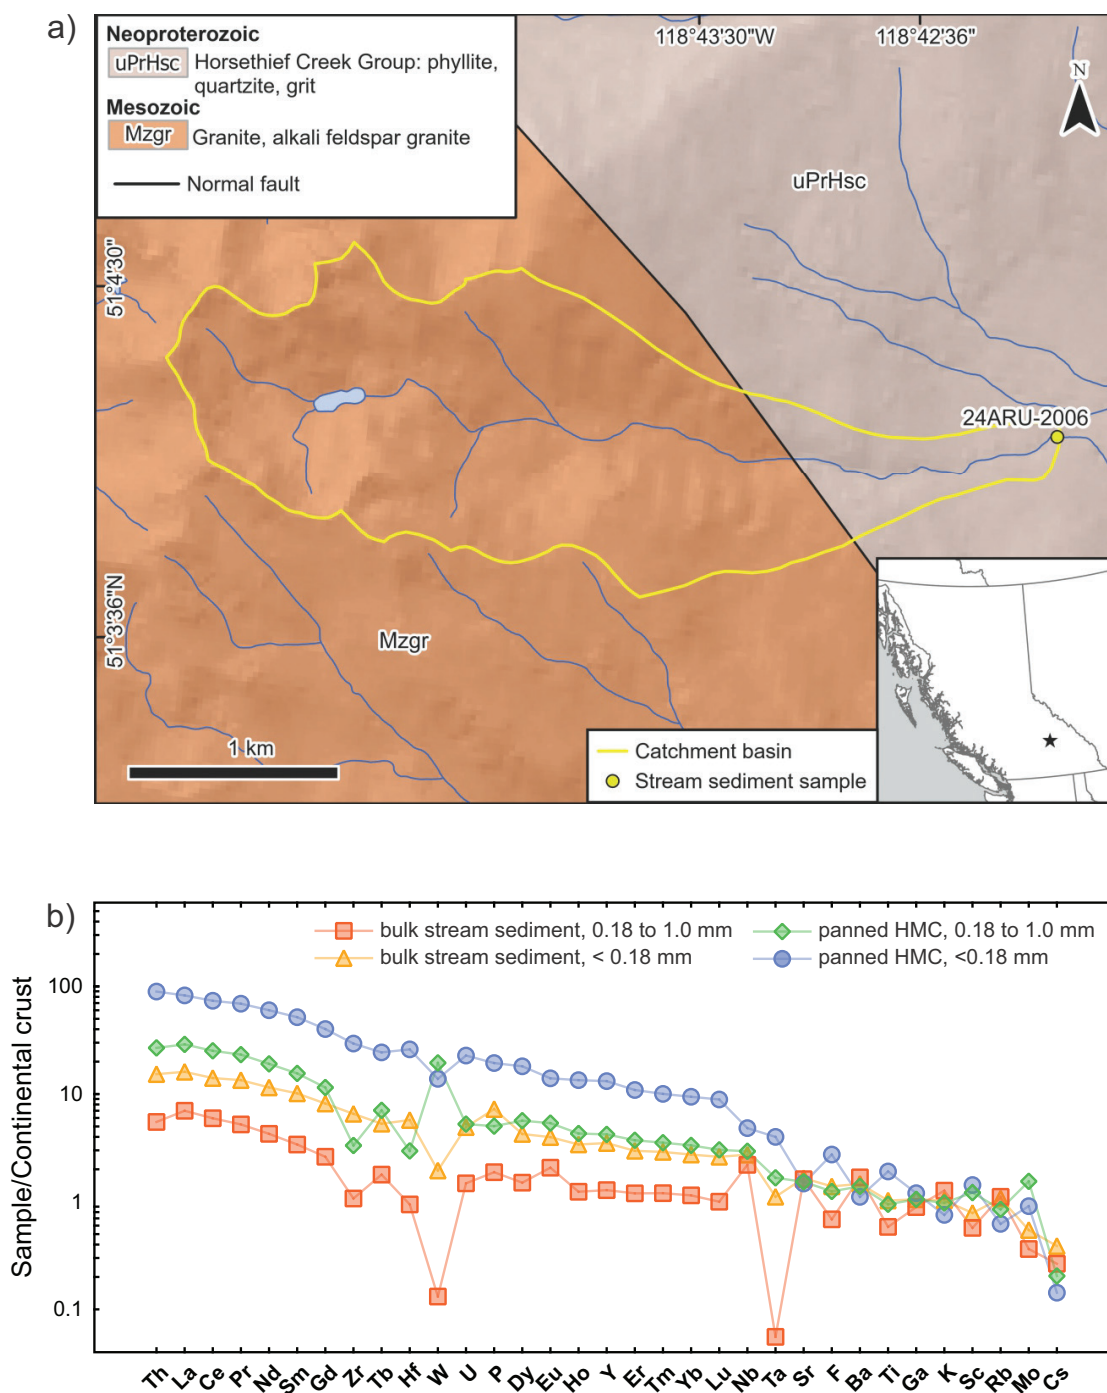 a)
Neoproterozoic
uPrHsc Horsethief Creek Group: phyllite,
quartzite, grit
Mesozoic
Mzgr Granite, alkali feldspar granite
Normal fault
118°43'30"W
118°42'36"
N
uPrHsc
51°4'30"
24ARU-2006
51°3'36"N
Mzgr
1 km
Catchment basin
Stream sediment sample
b)
bulk stream sediment, 0.18 to 1.0 mm
panned HMC, 0.18 to 1.0 mm
bulk stream sediment, < 0.18 mm
panned HMC, <0.18 mm
Sample/Continental crust
100
10
1
0.1
Th La Ce Pr Nd Sm Gd Zr Tb Hf W U P Dy Eu Ho Y Er Tm Yb Lu Nb Ta Sr F Ba Ti Ga K Sc Rb Mo Cs